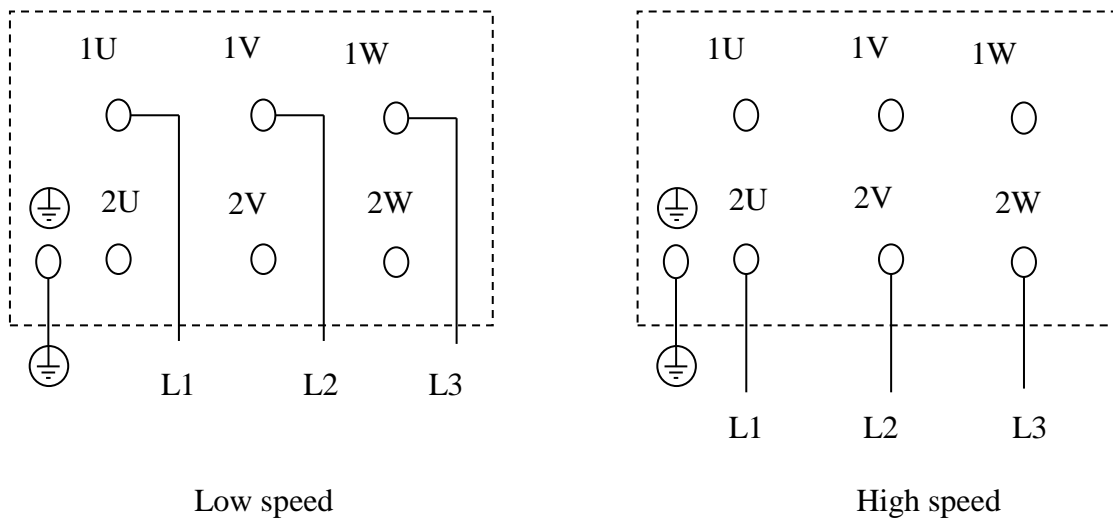 1U 1V 1W
2U 2V 2W
L1 L2 L3
Low speed
1U 1V 1W
2U 2V 2W
L1 L2 L3
High speed